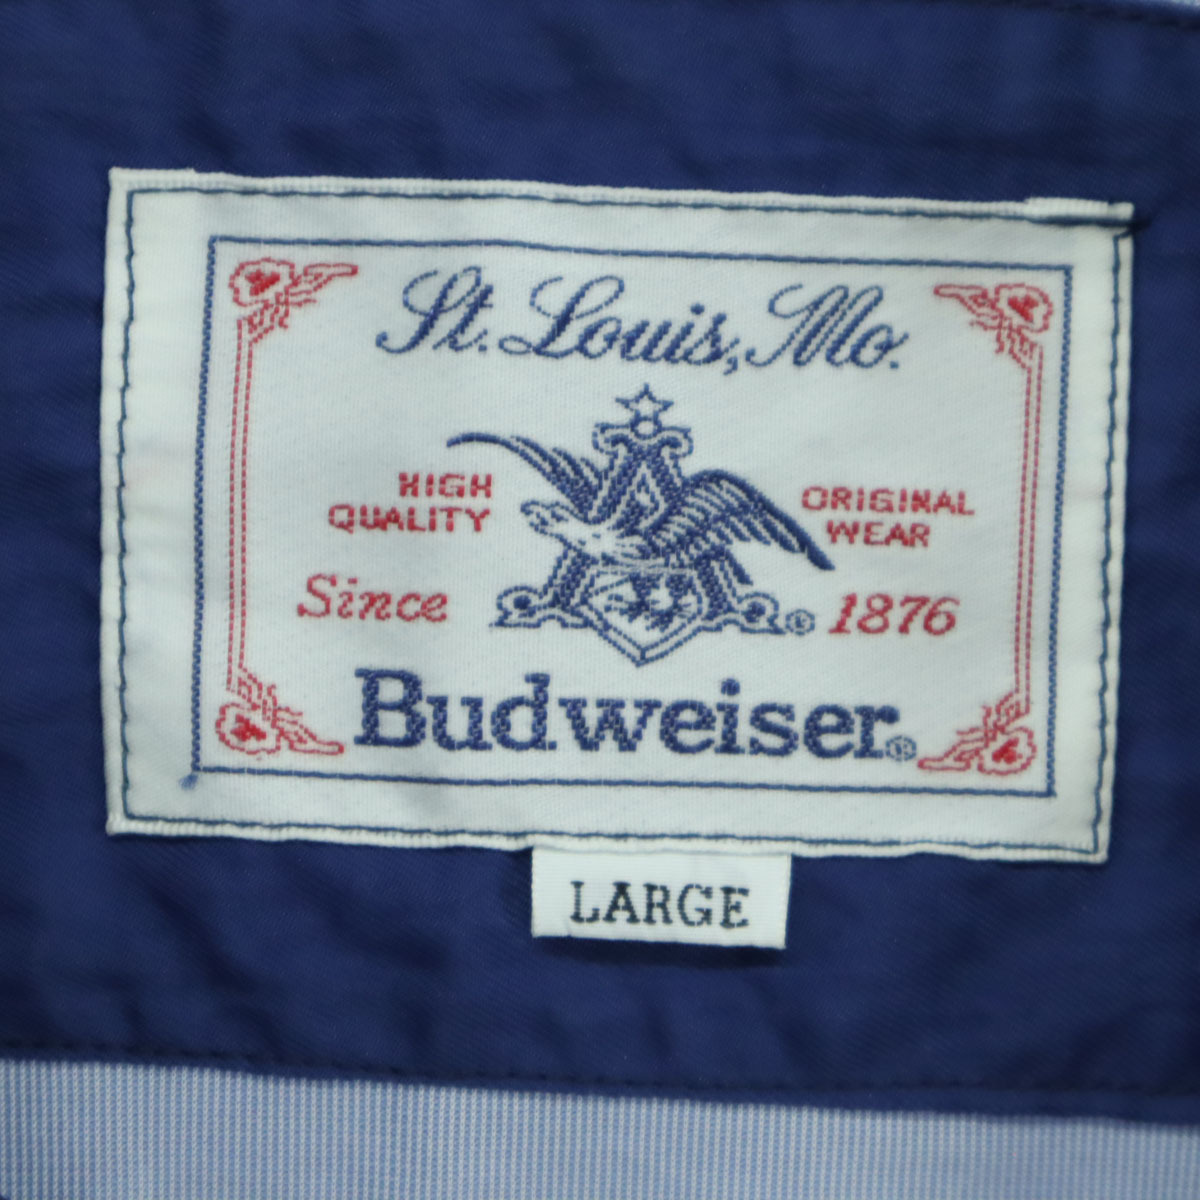 St. Louis, Mo.
HIGH
QUALITY
ORIGINAL
WEAR
Since
® 1876
Budweiser®
LARGE